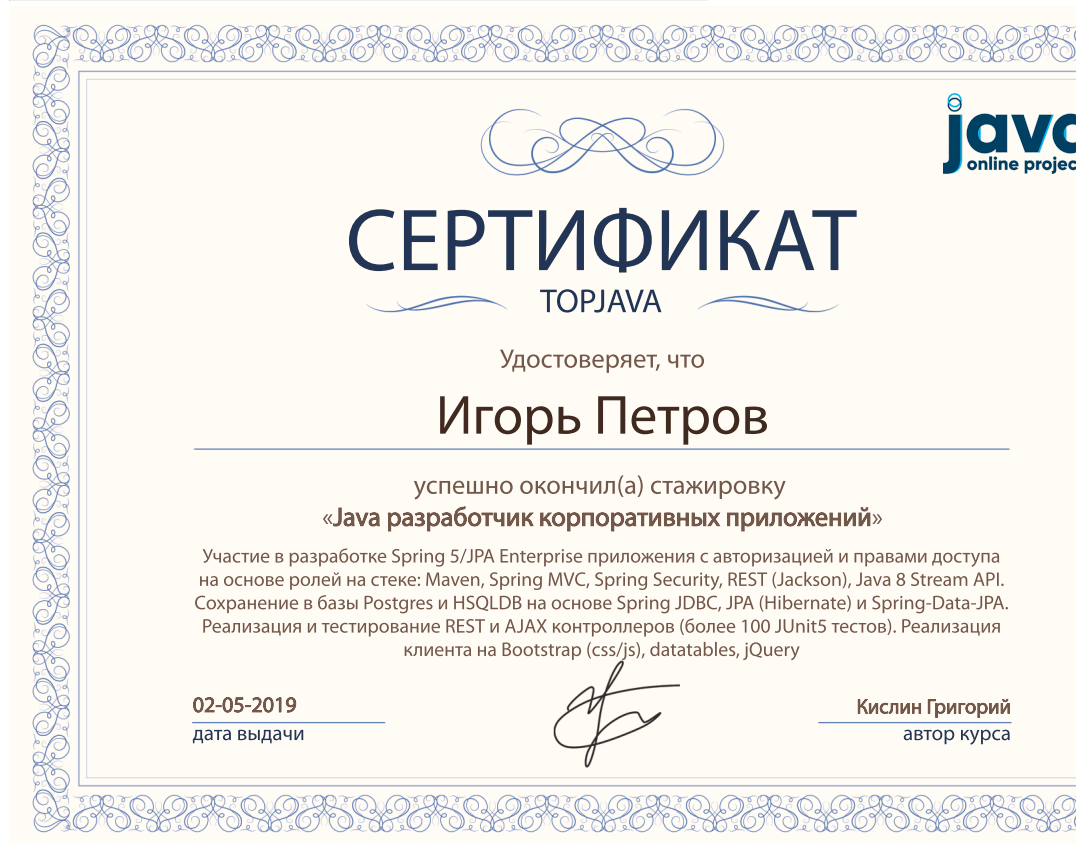 java
online projec
СЕРТИФИКАТ
TOPJAVA
Удостоверяет, что
Игорь Петров
успешно окончил(а) стажировку
«Java разработчик корпоративных приложений»
Участие в разработке Spring 5/JPA Enterprise приложения с авторизацией и правами доступа
на основе ролей на стеке: Maven, Spring MVC, Spring Security, REST (Jackson), Java 8 Stream API.
Сохранение в базы Postgres и HSQLDB на основе Spring JDBC, JPA (Hibernate) и Spring-Data-JPA.
Реализация и тестирование REST и AJAX контроллеров (более 100 JUnit5 тестов). Реализация
клиента на Bootstrap (css/js), datatables, jQuery
02-05-2019
дата выдачи
Кислин Григорий
автор курса